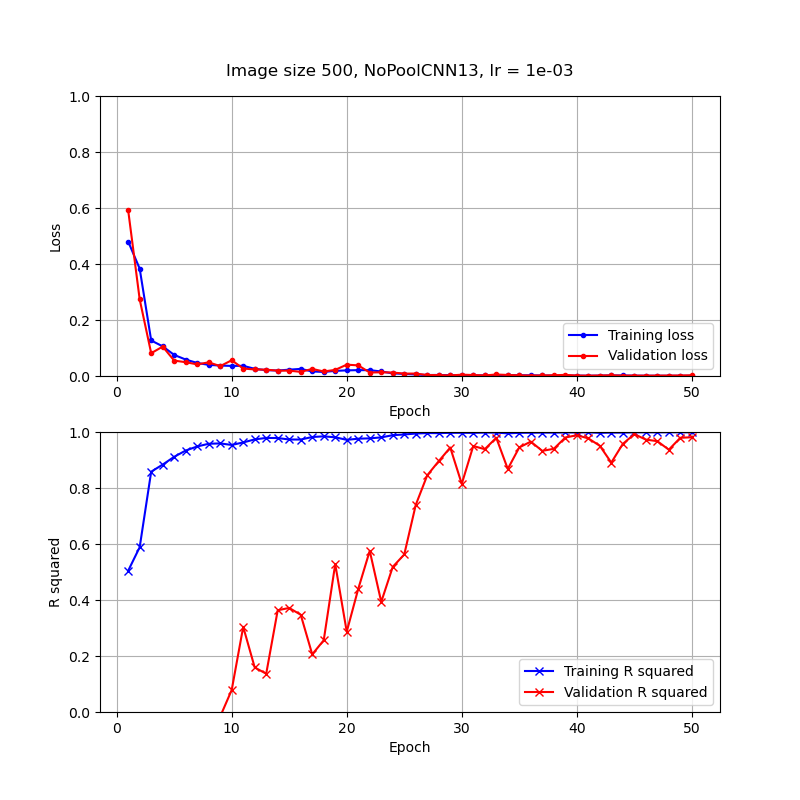 Image size 500, NoPoolCNN13, lr = 1e-03
1.0
0.8
0.6
0.4
0.2
0.0
Loss
Training loss
Validation loss
0 10 20 30 40 50
Epoch
1.0
0.8
0.6
0.4
0.2
0.0
R squared
Training R squared
Validation R squared
0 10 20 30 40 50
Epoch